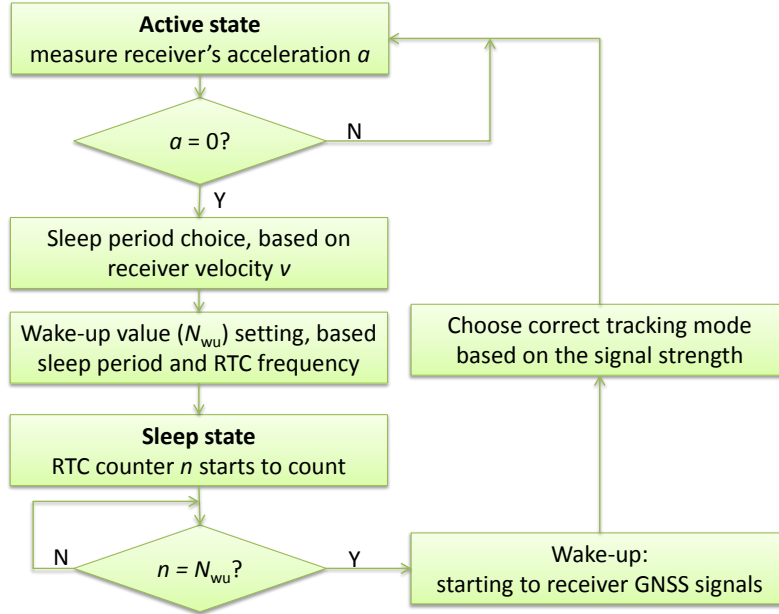 Active state
measure receiver's acceleration a
a = 0?
N
Y
Sleep period choice, based on
receiver velocity v
Wake-up value (Nwu) setting, based
sleep period and RTC frequency
Sleep state
RTC counter n starts to count
N
n = Nwu?
Y
Wake-up:
starting to receiver GNSS signals
Choose correct tracking mode
based on the signal strength